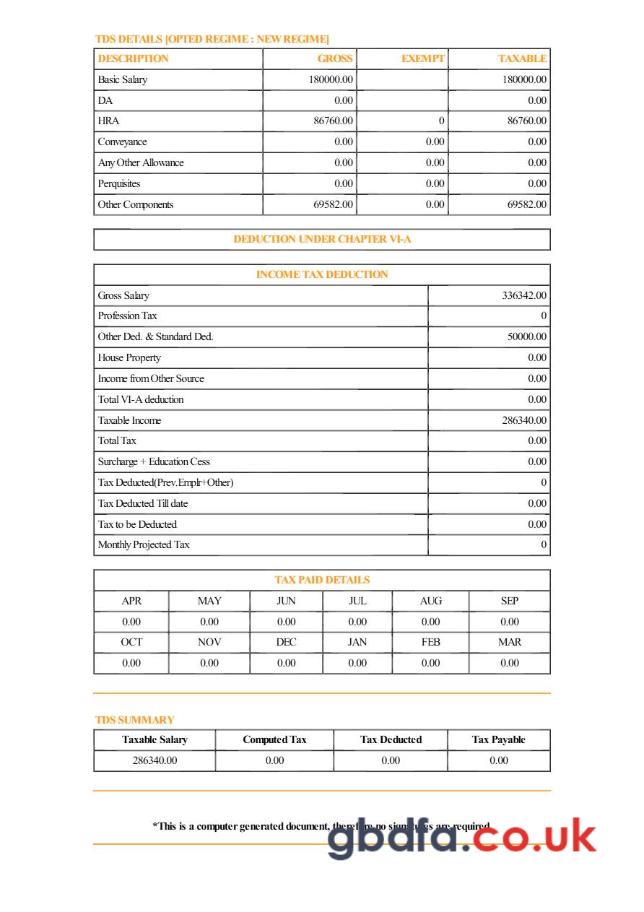 TDS DETAILS [OPTED REGIME : NEW REGIME]
DESCRIPTION GROSS EXEMPT TAXABLE
Basic Salary 180000.00 180000.00
DA 0.00 0.00
HRA 86760.00 0 86760.00
Conveyance 0.00 0.00 0.00
Any Other Allowance 0.00 0.00 0.00
Perquisites 0.00 0.00 0.00
Other Components 69582.00 0.00 69582.00
DEDUCTION UNDER CHAPTER VI-A
INCOME TAX DEDUCTION
Gross Salary 336342.00
Profession Tax 0
Other Ded. & Standard Ded. 50000.00
House Property 0.00
Income from Other Source 0.00
Total VI-A deduction 0.00
Taxable Income 286340.00
Total Tax 0.00
Surcharge + Education Cess 0.00
Tax Deducted(Prev.Emplr+Other) 0
Tax Deducted Till date 0.00
Tax to be Deducted 0.00
Monthly Projected Tax 0
TAX PAID DETAILS
APR MAY JUN JUL AUG SEP
0.00 0.00 0.00 0.00 0.00 0.00
OCT NOV DEC JAN FEB MAR
0.00 0.00 0.00 0.00 0.00 0.00
TDS SUMMARY
Taxable Salary Computed Tax Tax Deducted Tax Payable
286340.00 0.00 0.00 0.00
*This is a computer generated document, therefore no signatures are required
gbdfa.co.uk